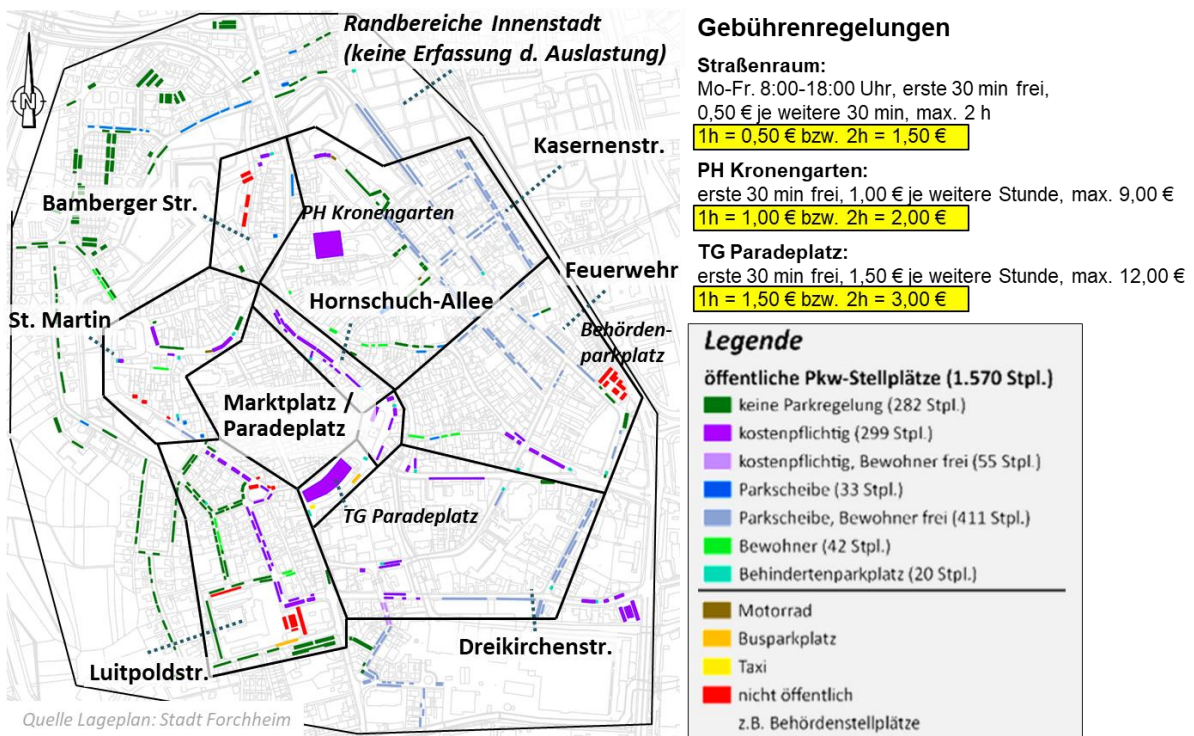 Randbereiche Innenstadt
(keine Erfassung d. Auslastung)
N
Kasernenstr.
Bamberger Str.
PH Kronengarten
Feuerwehr
Hornschuch-Allee
St. Martin
Behörden-
parkplatz
Marktplatz
Paradeplatz
TG Paradeplatz
Dreikirchenstr.
Luitpoldstr.
Quelle Lageplan: Stadt Forchheim
Gebührenregelungen
Straßenraum:
Mo-Fr. 8:00-18:00 Uhr, erste 30 min frei,
0,50 € je weitere 30 min, max. 2 h
1h = 0,50 € bzw. 2h = 1,50 €
PH Kronengarten:
erste 30 min frei, 1,00 € je weitere Stunde, max. 9,00 €
1h = 1,00 € bzw. 2h = 2,00 €
TG Paradeplatz:
erste 30 min frei, 1,50 € je weitere Stunde, max. 12,00 €
1h = 1,50 € bzw. 2h = 3,00 €
Legende
öffentliche Pkw-Stellplätze (1.570 Stpl.)
keine Parkregelung (282 Stpl.)
kostenpflichtig (299 Stpl.)
kostenpflichtig, Bewohner frei (55 Stpl.)
Parkscheibe (33 Stpl.)
Parkscheibe, Bewohner frei (411 Stpl.)
Bewohner (42 Stpl.)
Behindertenparkplatz (20 Stpl.)
Motorrad
Busparkplatz
Taxi
nicht öffentlich
z.B. Behördenstellplätze